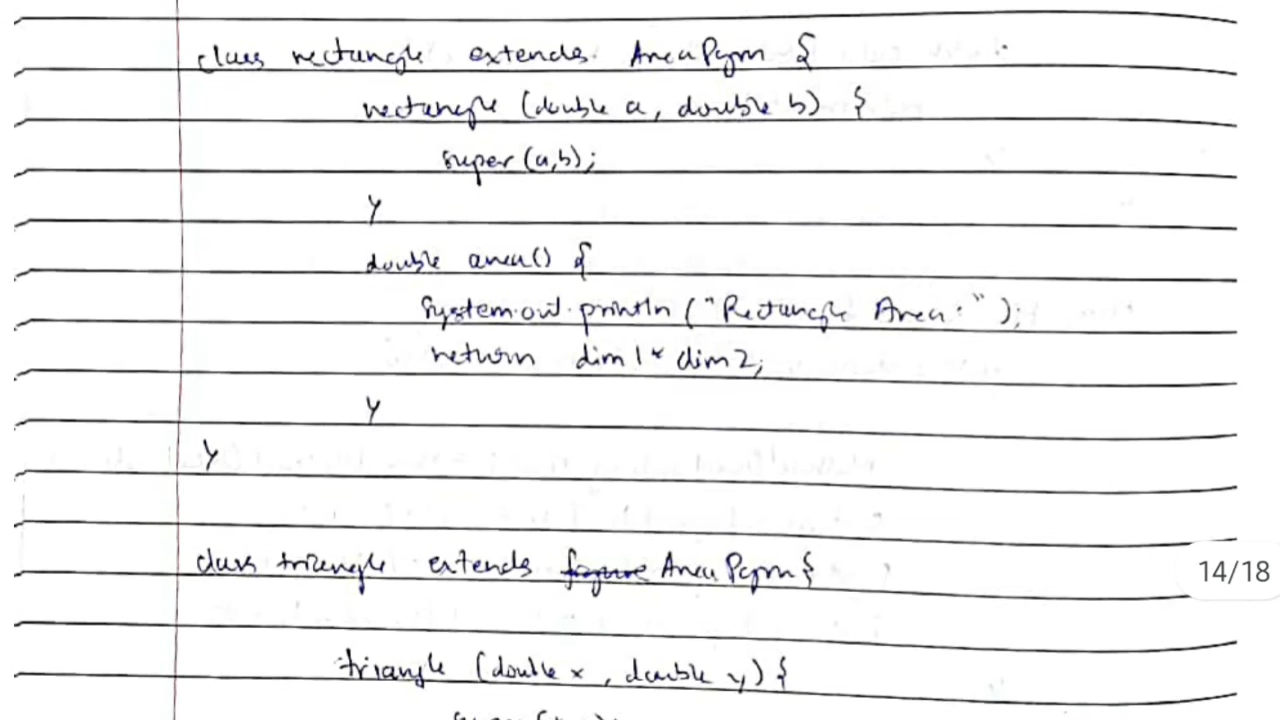 class rectangle extends AreaPgm {
rectangle (double a, double b) {
super (a,b);
}
double area() {
System.out.println ("Rectangle Area: ");
return dim1 * dim2;
}
}
class triangle extends figure AreaPgm {
14/18
triangle (double x, double y) {